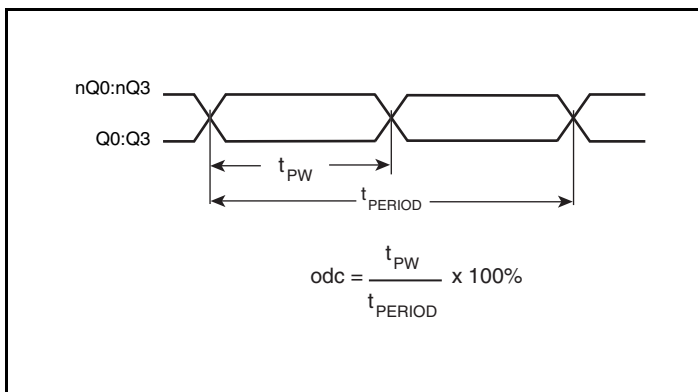 nQ0:nQ3
Q0:Q3
tPW
tPERIOD
odc = tPW / tPERIOD x 100%